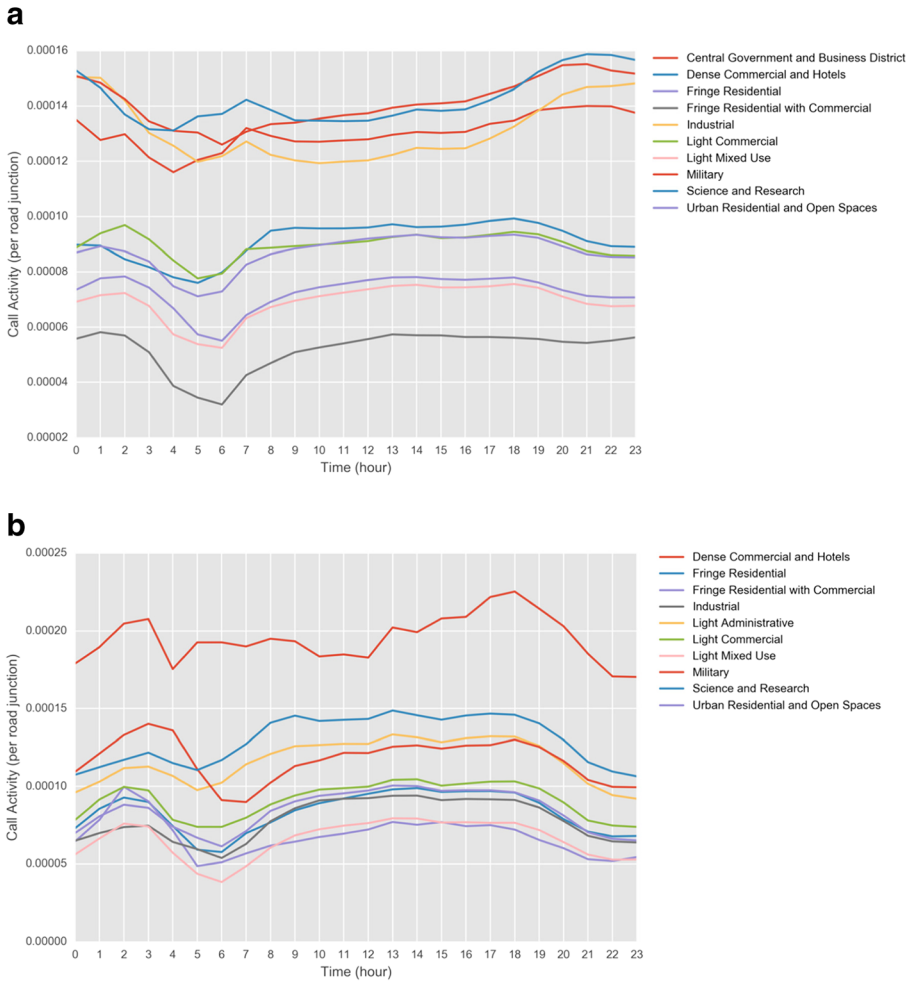 a
0.00016
0.00014
0.00012
0.00010
0.00008
0.00006
0.00004
0.00002
Call Activity (per road junction)
0 1 2 3 4 5 6 7 8 9 10 11 12 13 14 15 16 17 18 19 20 21 22 23
Time (hour)
Central Government and Business District
Dense Commercial and Hotels
Fringe Residential
Fringe Residential with Commercial
Industrial
Light Commercial
Light Mixed Use
Military
Science and Research
Urban Residential and Open Spaces
b
0.00025
0.00020
0.00015
0.00010
0.00005
0.00000
Call Activity (per road junction)
0 1 2 3 4 5 6 7 8 9 10 11 12 13 14 15 16 17 18 19 20 21 22 23
Time (hour)
Dense Commercial and Hotels
Fringe Residential
Fringe Residential with Commercial
Industrial
Light Administrative
Light Commercial
Light Mixed Use
Military
Science and Research
Urban Residential and Open Spaces